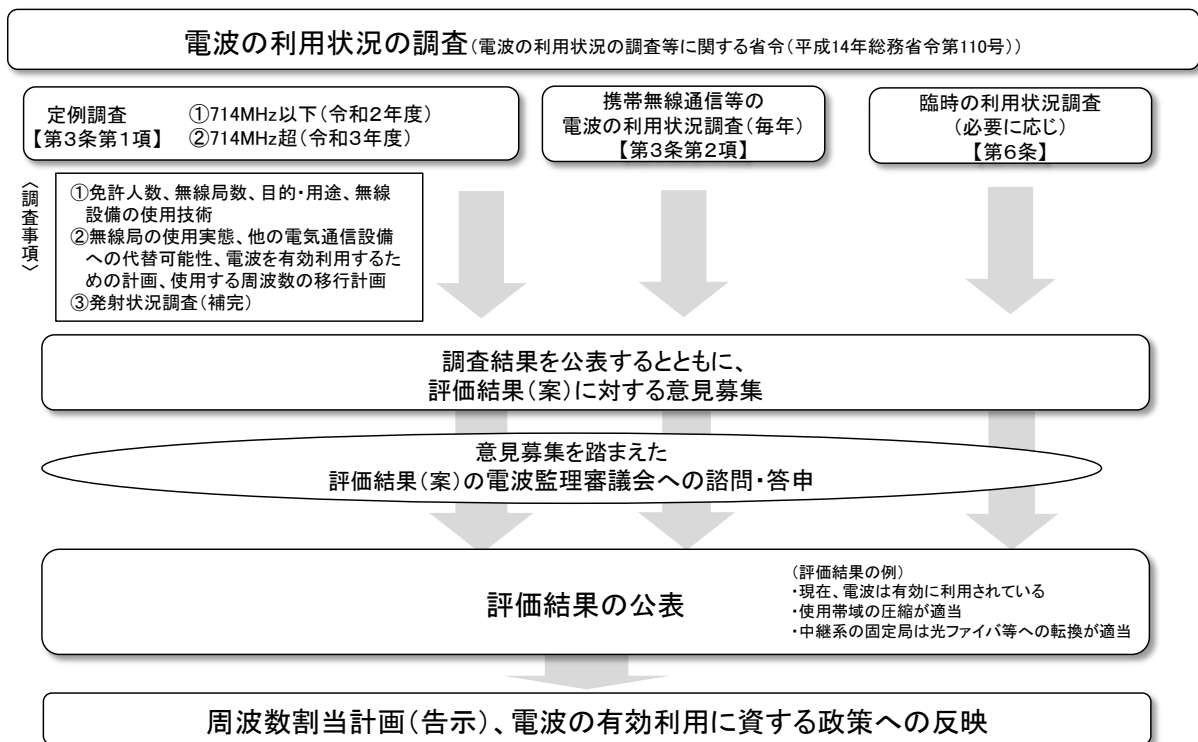 電波の利用状況の調査(電波の利用状況の調査等に関する省令(平成14年総務省令第110号))
定例調査
【第3条第1項】
①714MHz以下(令和2年度)
②714MHz超(令和3年度)
携帯無線通信等の
電波の利用状況調査(毎年)
【第3条第2項】
臨時の利用状況調査
(必要に応じ)
【第6条】
〈調査事項〉
①免許人数、無線局数、目的・用途、無線
設備の使用技術
②無線局の使用実態、他の電気通信設備
への代替可能性、電波を有効利用するた
めの計画、使用する周波数の移行計画
③発射状況調査(補完)
調査結果を公表するとともに、
評価結果(案)に対する意見募集
意見募集を踏まえた
評価結果(案)の電波監理審議会への諮問・答申
評価結果の公表
(評価結果の例)
・現在、電波は有効に利用されている
・使用帯域の圧縮が適当
・中継系の固定局は光ファイバ等への転換が適当
周波数割当計画(告示)、電波の有効利用に資する政策への反映